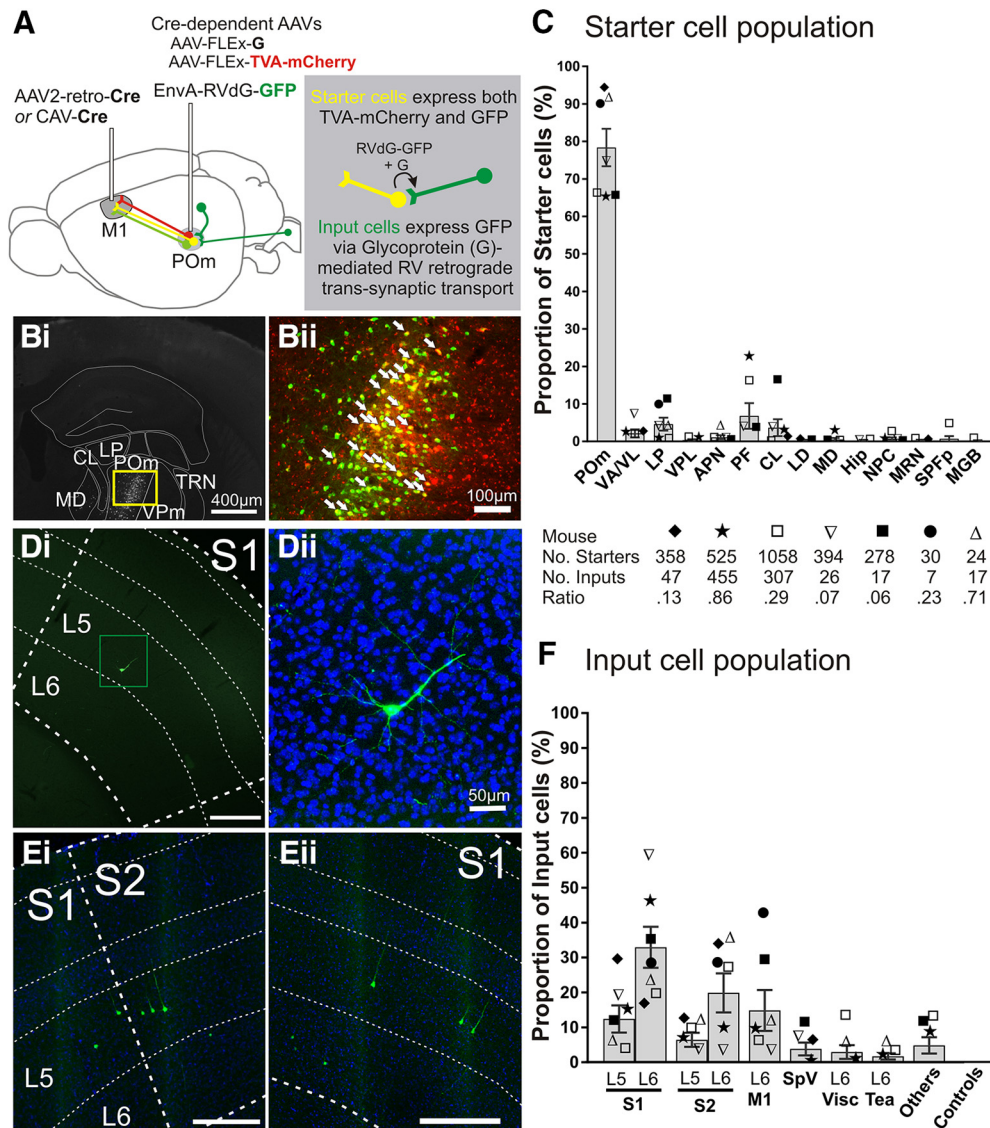 A
Cre-dependent AAVs
AAV-FLEx-G
AAV-FLEx-TVA-mCherry
AAV2-retro-Cre
or CAV-Cre
EnvA-RVdG-GFP
M1
POm
Starter cells express both
TVA-mCherry and GFP
RVdG-GFP
+ G
Input cells express GFP
via Glycoprotein (G)-
mediated RV retrograde
trans-synaptic transport
Bi
LP
CL
POm
TRN
MD
VPm
400µm
Bii
100µm
C Starter cell population
Proportion of Starter cells (%)
100
90
80
70
60
50
40
30
20
10
0
POm
VA/VL
LP
VPL
APN
PF
CL
LD
MD
Hip
NPC
MRN
SPFp
MGB
Mouse
No. Starters 358 525 1058 394 278 30 24
No. Inputs 47 455 307 26 17 7 17
Ratio .13 .86 .29 .07 .06 .23 .71
Di
S1
L5
L6
Dii
50µm
Ei
S1
S2
L5
L6
Eii
S1
F Input cell population
Proportion of Input cells (%)
100
90
80
70
60
50
40
30
20
10
0
L5 L6 L5 L6 L6 SpV L6 L6 Others Controls
S1 S2 M1 Visc Tea